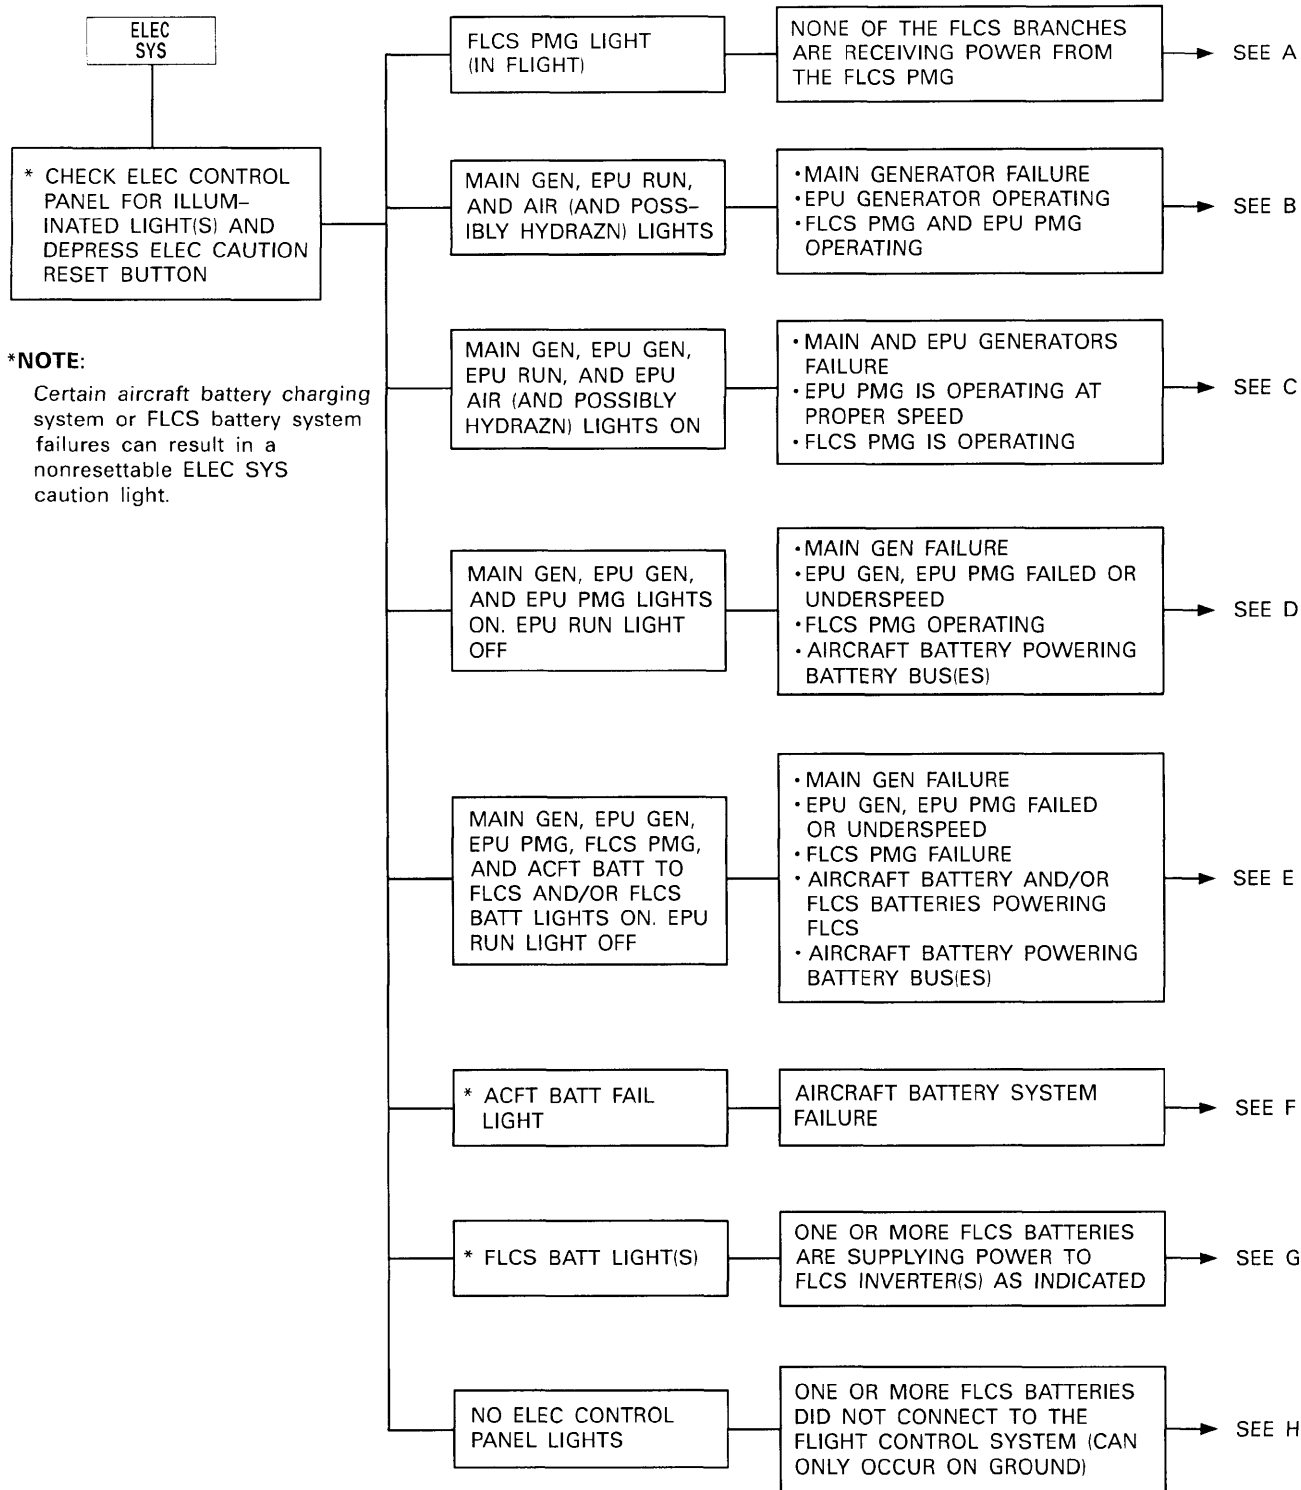 ELEC
SYS
* CHECK ELEC CONTROL
PANEL FOR ILLUM–
INATED LIGHT(S) AND
DEPRESS ELEC CAUTION
RESET BUTTON
*NOTE:
Certain aircraft battery charging
system or FLCS battery system
failures can result in a
nonresettable ELEC SYS
caution light.
FLCS PMG LIGHT
(IN FLIGHT)
NONE OF THE FLCS BRANCHES
ARE RECEIVING POWER FROM
THE FLCS PMG
SEE A
MAIN GEN, EPU RUN,
AND AIR (AND POSS–
IBLY HYDRAZN) LIGHTS
• MAIN GENERATOR FAILURE
• EPU GENERATOR OPERATING
• FLCS PMG AND EPU PMG
OPERATING
SEE B
MAIN GEN, EPU GEN,
EPU RUN, AND EPU
AIR (AND POSSIBLY
HYDRAZN) LIGHTS ON
• MAIN AND EPU GENERATORS
FAILURE
• EPU PMG IS OPERATING AT
PROPER SPEED
• FLCS PMG IS OPERATING
SEE C
MAIN GEN, EPU GEN,
AND EPU PMG LIGHTS
ON. EPU RUN LIGHT
OFF
• MAIN GEN FAILURE
• EPU GEN, EPU PMG FAILED OR
UNDERSPEED
• FLCS PMG OPERATING
• AIRCRAFT BATTERY POWERING
BATTERY BUS(ES)
SEE D
MAIN GEN, EPU GEN,
EPU PMG, FLCS PMG,
AND ACFT BATT TO
FLCS AND/OR FLCS
BATT LIGHTS ON. EPU
RUN LIGHT OFF
• MAIN GEN FAILURE
• EPU GEN, EPU PMG FAILED
OR UNDERSPEED
• FLCS PMG FAILURE
• AIRCRAFT BATTERY AND/OR
FLCS BATTERIES POWERING
FLCS
• AIRCRAFT BATTERY POWERING
BATTERY BUS(ES)
SEE E
* ACFT BATT FAIL
LIGHT
AIRCRAFT BATTERY SYSTEM
FAILURE
SEE F
* FLCS BATT LIGHT(S)
ONE OR MORE FLCS BATTERIES
ARE SUPPLYING POWER TO
FLCS INVERTER(S) AS INDICATED
SEE G
NO ELEC CONTROL
PANEL LIGHTS
ONE OR MORE FLCS BATTERIES
DID NOT CONNECT TO THE
FLIGHT CONTROL SYSTEM (CAN
ONLY OCCUR ON GROUND)
SEE H